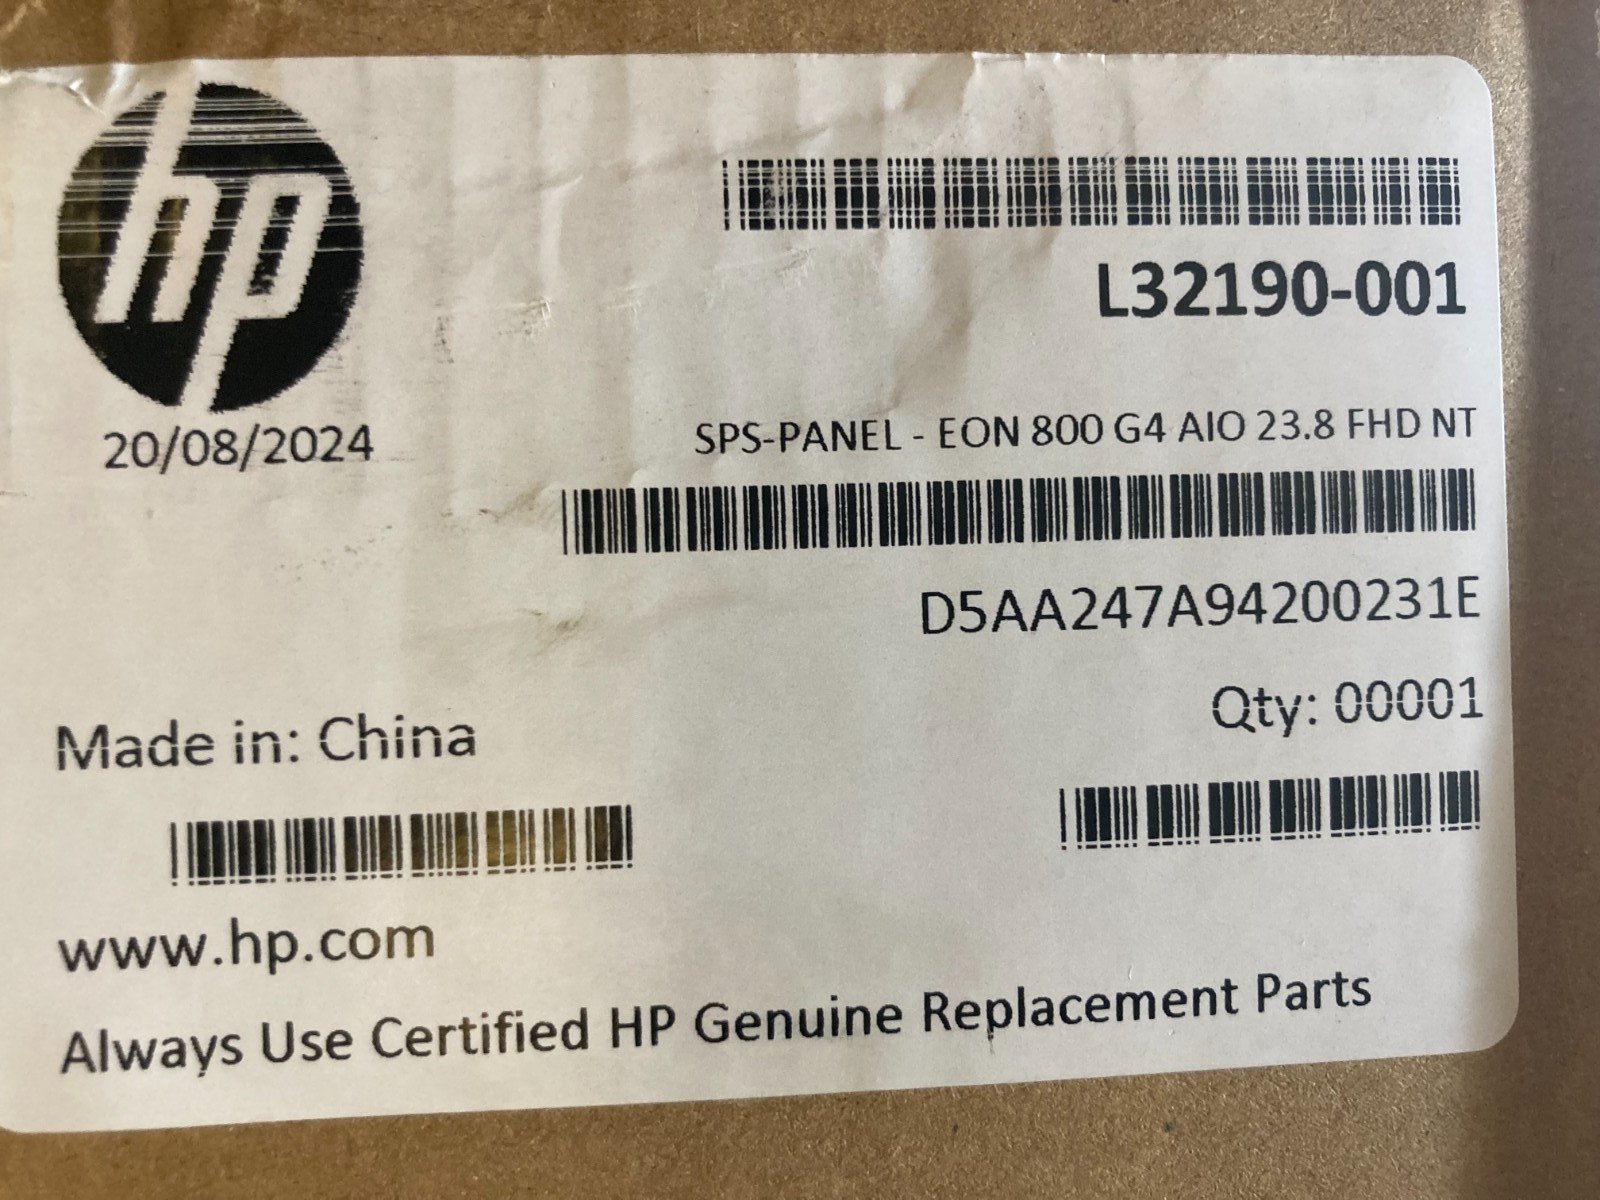 hp
L32190-001
20/08/2024
SPS-PANEL - EON 800 G4 AIO 23.8 FHD NT
D5AA247A94200231E
Qty: 00001
Made in: China
www.hp.com
Always Use Certified HP Genuine Replacement Parts